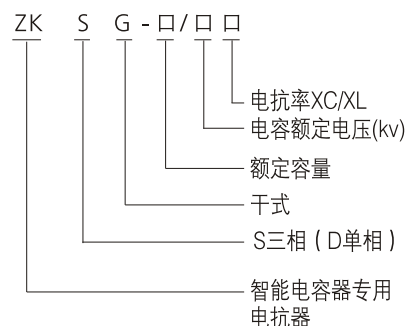 ZK S G - 口 / 口 口
电抗率XC/XL
电容额定电压(kv)
额定容量
干式
S三相（D单相）
智能电容器专用
电抗器